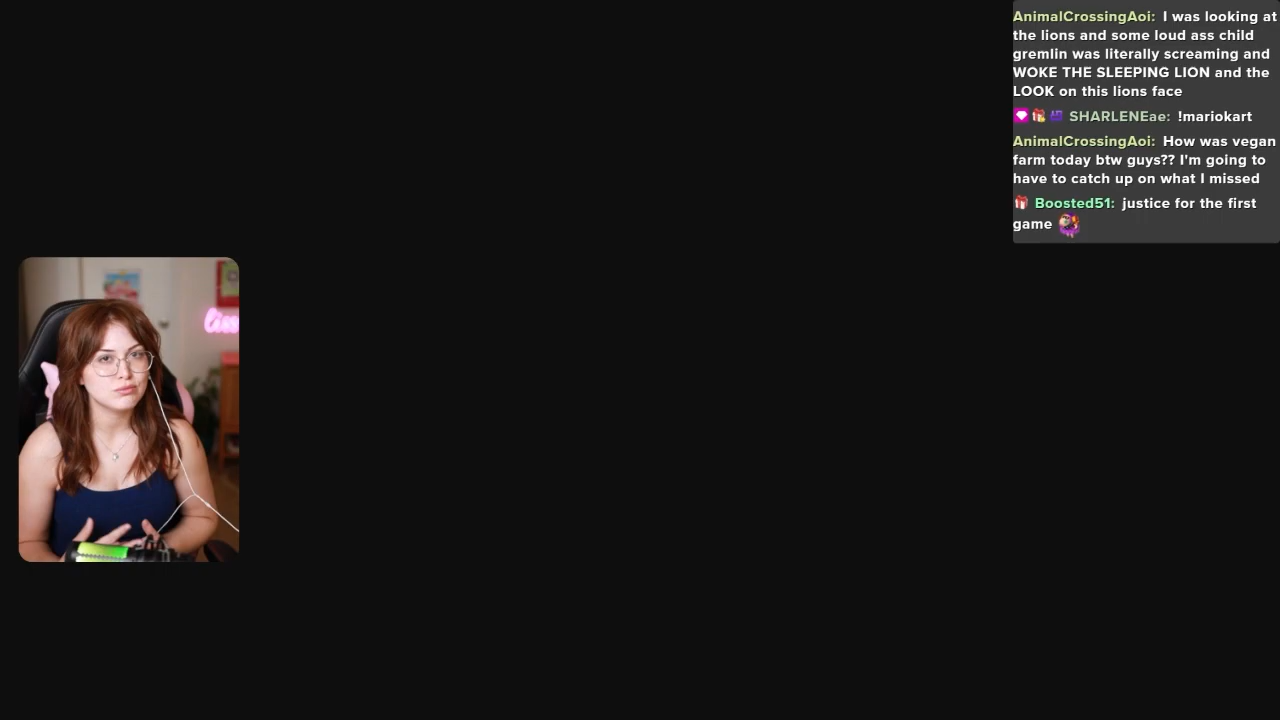 AnimalCrossingAoi: I was looking at
the lions and some loud ass child
gremlin was literally screaming and
WOKE THE SLEEPING LION and the
LOOK on this lions face
SHARLENEae: !mariokart
AnimalCrossingAoi: How was vegan
farm today btw guys?? I'm going to
have to catch up on what I missed
Boosted51: justice for the first
game